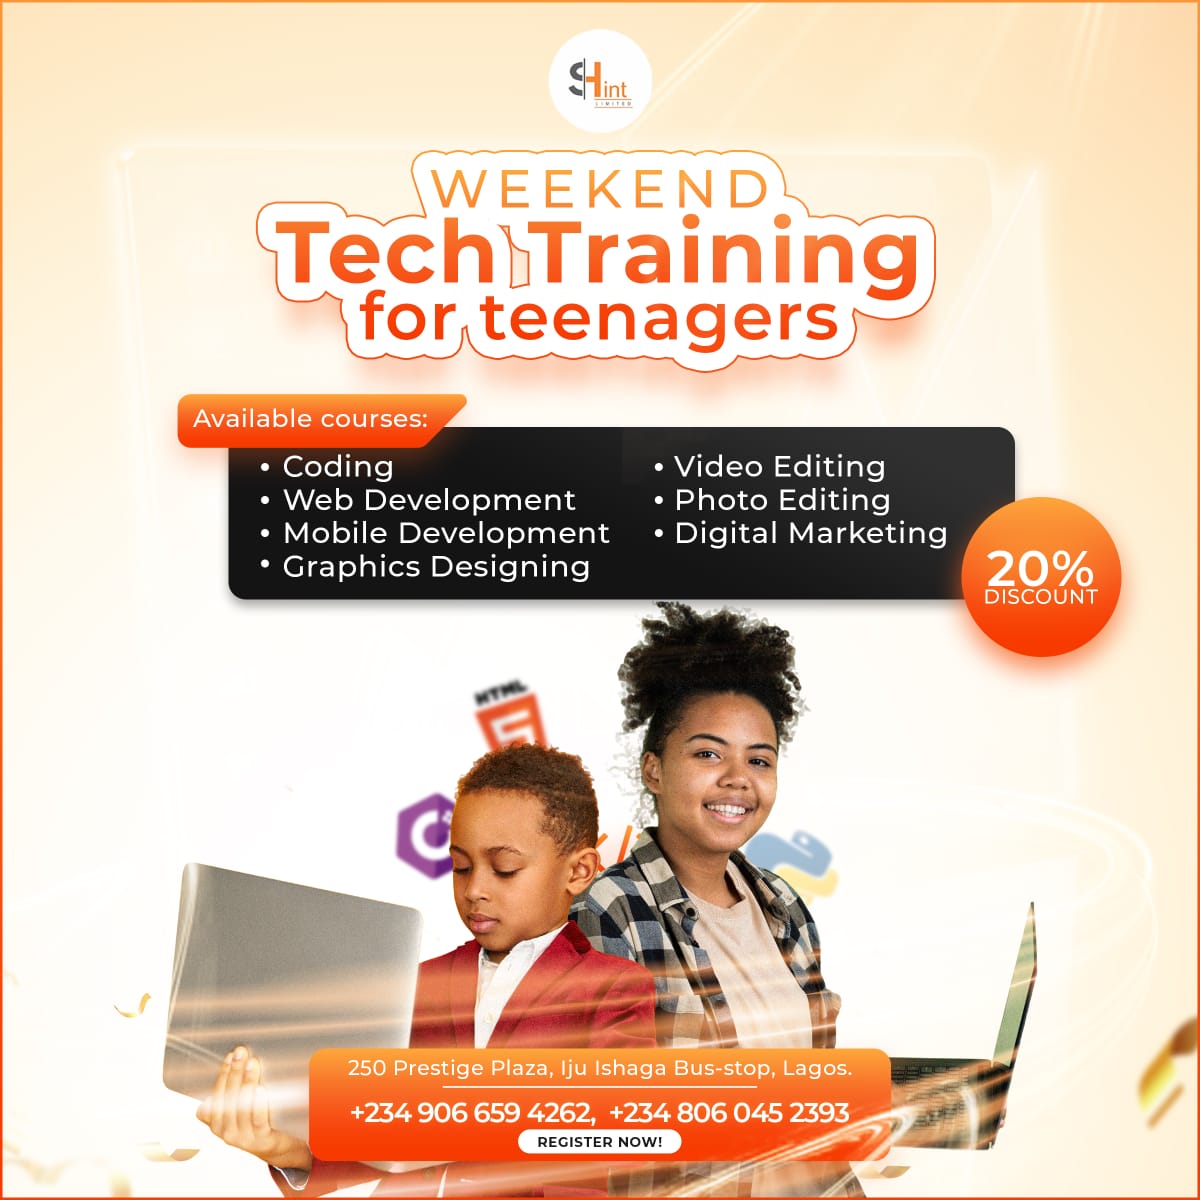 SHint
LIMITED
WEEKEND
Tech Training
for teenagers
Available courses:
• Coding
• Web Development
• Mobile Development
• Graphics Designing
• Video Editing
• Photo Editing
• Digital Marketing
20%
DISCOUNT
HTML
5
C
250 Prestige Plaza, Iju Ishaga Bus-stop, Lagos.
+234 906 659 4262, +234 806 045 2393
REGISTER NOW!